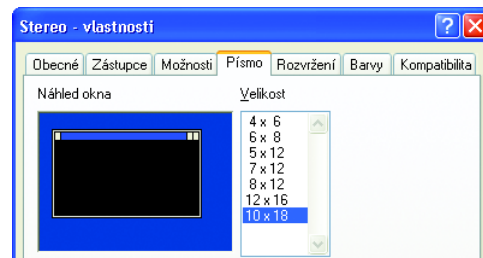 Stereo - vlastnosti
Obecné Zástupce Možnosti Písmo Rozvržení Barvy Kompatibilita
Náhled okna Velikost
4 x 6
6 x 8
5 x 12
7 x 12
8 x 12
12 x 16
10 x 18